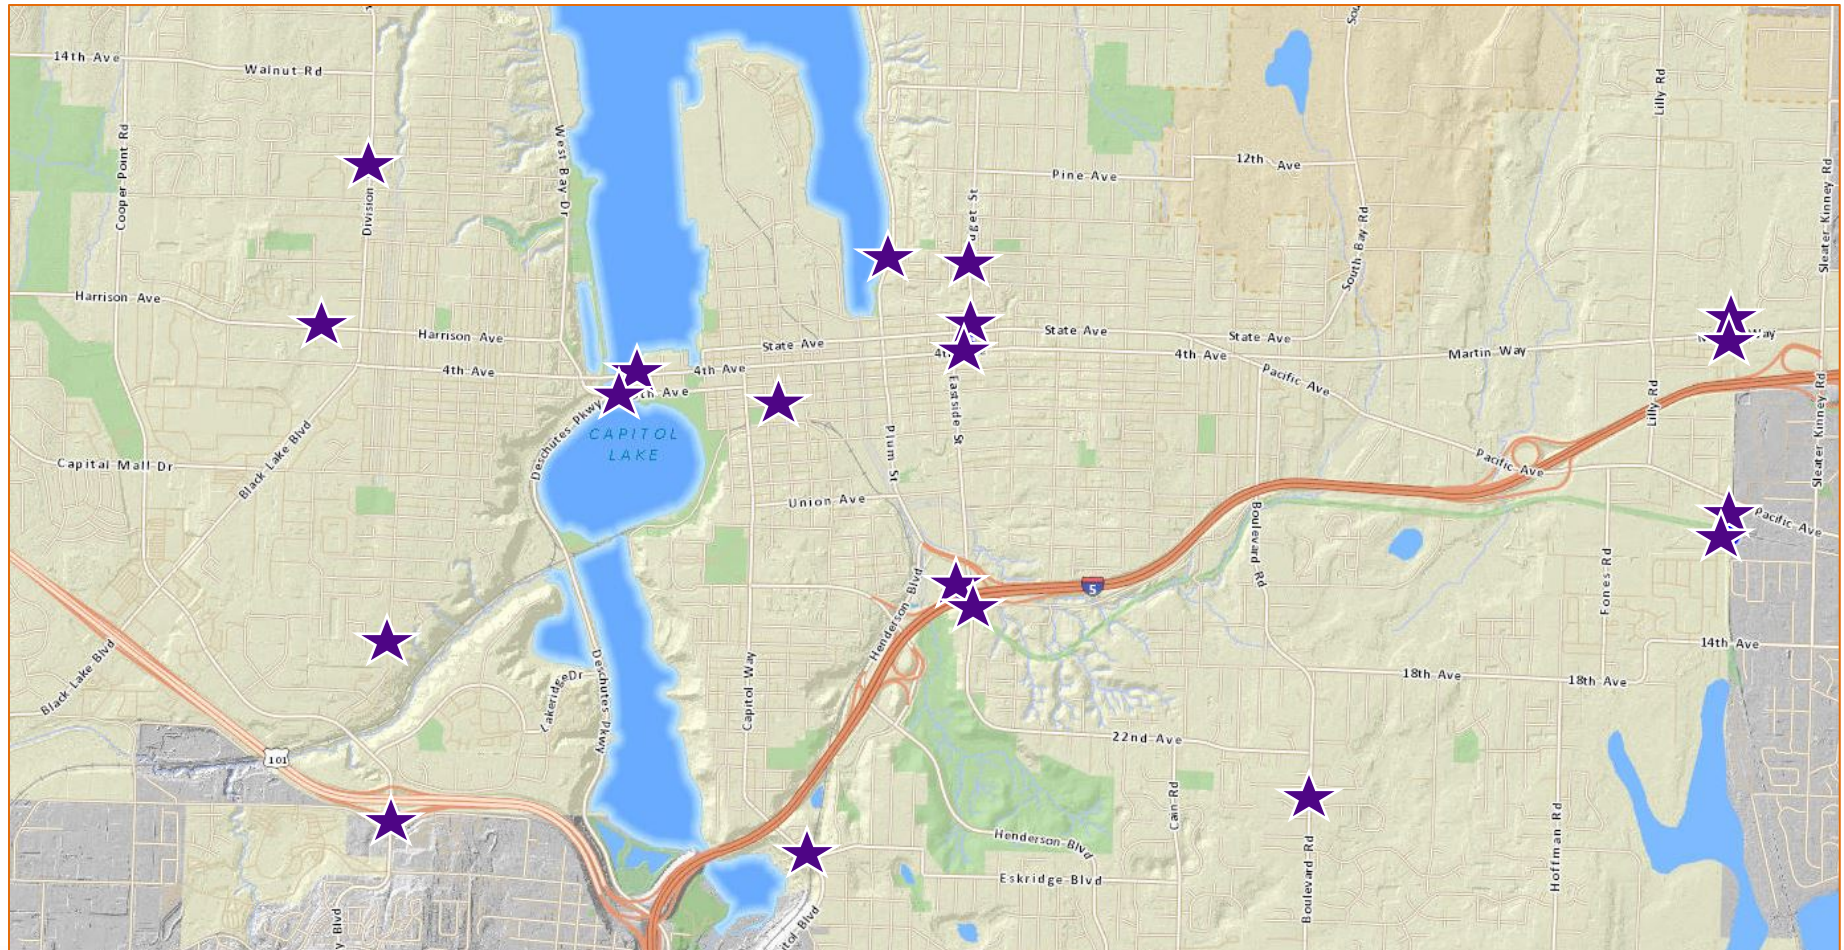 14th Ave
Walnut Rd
Cooper Point Rd
Division
West Bay Dr
Lilly Rd
Pine Ave
12th Ave
South Bay Rd
Sleater Kinney Rd
Harrison Ave
Harrison Ave
State Ave
State Ave
State Ave
4th Ave
4th Ave
4th Ave
Martin Way
Way
Pacific Ave
Eastside St
Plum St
Deschutes Pkwy
CAPITOL
LAKE
Capital Mall Dr
Black Lake Blvd
Union Ave
Lilly Rd
Sleater Kinney Rd
Pacific Ave
Pacific Ave
Boulevard Rd
Fones Rd
Henderson Blvd
5
14th Ave
18th Ave
18th Ave
Black Lake Blvd
Lakeridge Dr
Deschutes Pkwy
Capitol Way
101
22nd Ave
Cain Rd
Henderson Blvd
Eskridge Blvd
Boulevard Rd
Hoffman Rd
Blvd